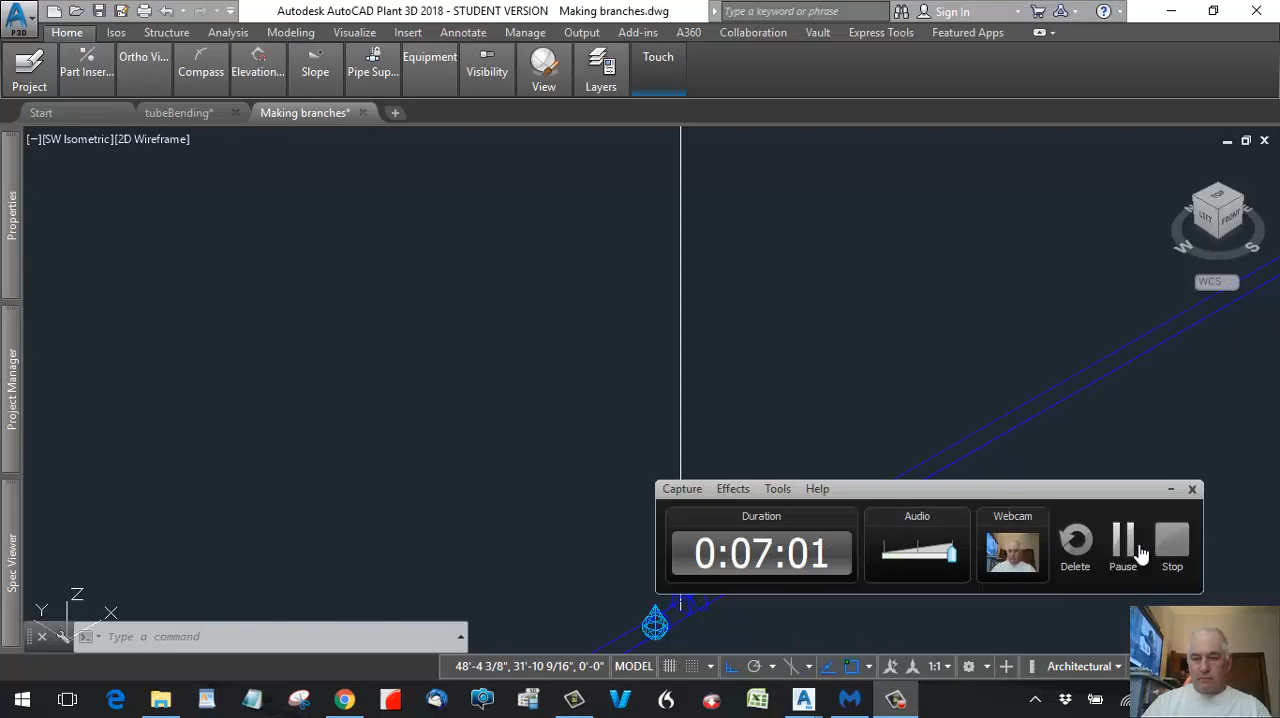 Autodesk AutoCAD Plant 3D 2018 - STUDENT VERSION Making branches.dwg
Type a keyword or phrase
Sign In
P3D
Home Isos Structure Analysis Modeling Visualize Insert Annotate Manage Output Add-ins A360 Collaboration Vault Express Tools Featured Apps
Project
Part Inser...
Ortho Vi...
Compass
Elevation...
Slope
Pipe Sup...
Equipment
Visibility
View
Layers
Touch
Start tubeBending* Making branches*
[−][SW Isometric][2D Wireframe]
Properties
Project Manager
Spec Viewer
TOP
LEFT
FRONT
W
S
WCS
Capture Effects Tools Help
Duration
0:07:01
Audio
Webcam
Delete
Pause
Stop
Z
Y
X
Type a command
48'-4 3/8", 31'-10 9/16", 0'-0"
MODEL
1:1
Architectural